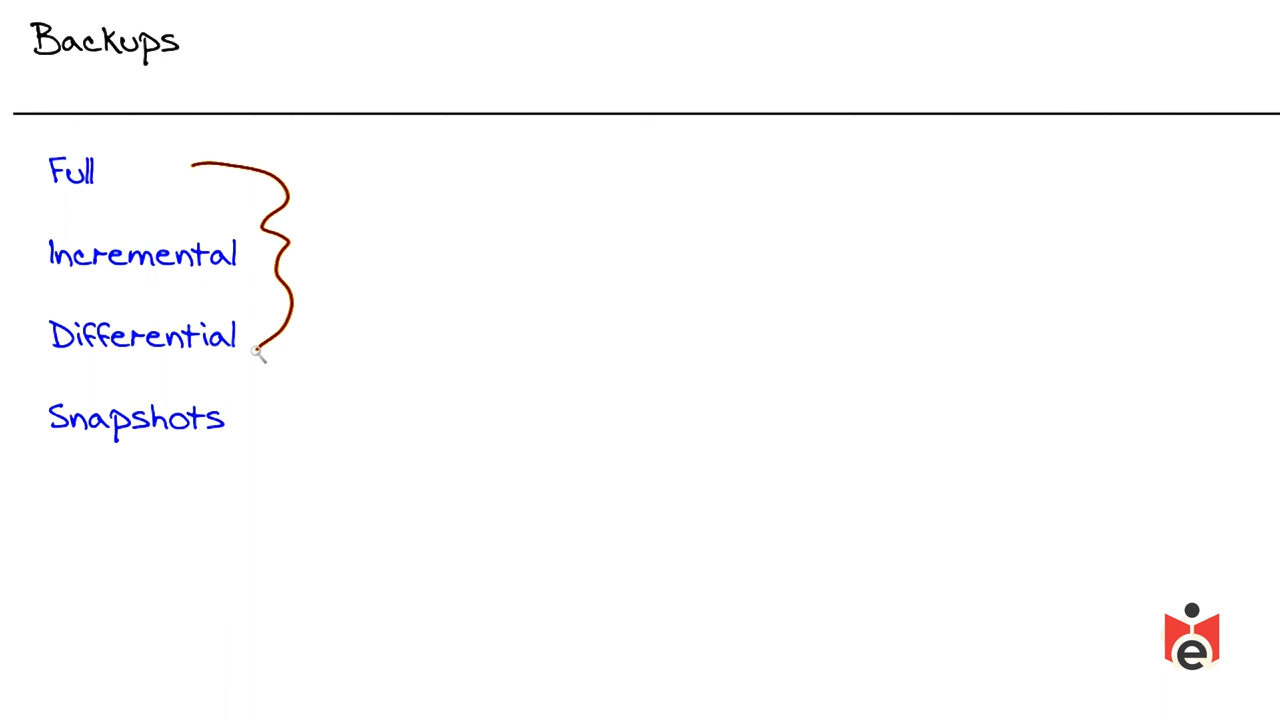 Backups
Full
Incremental
Differential
Snapshots
e